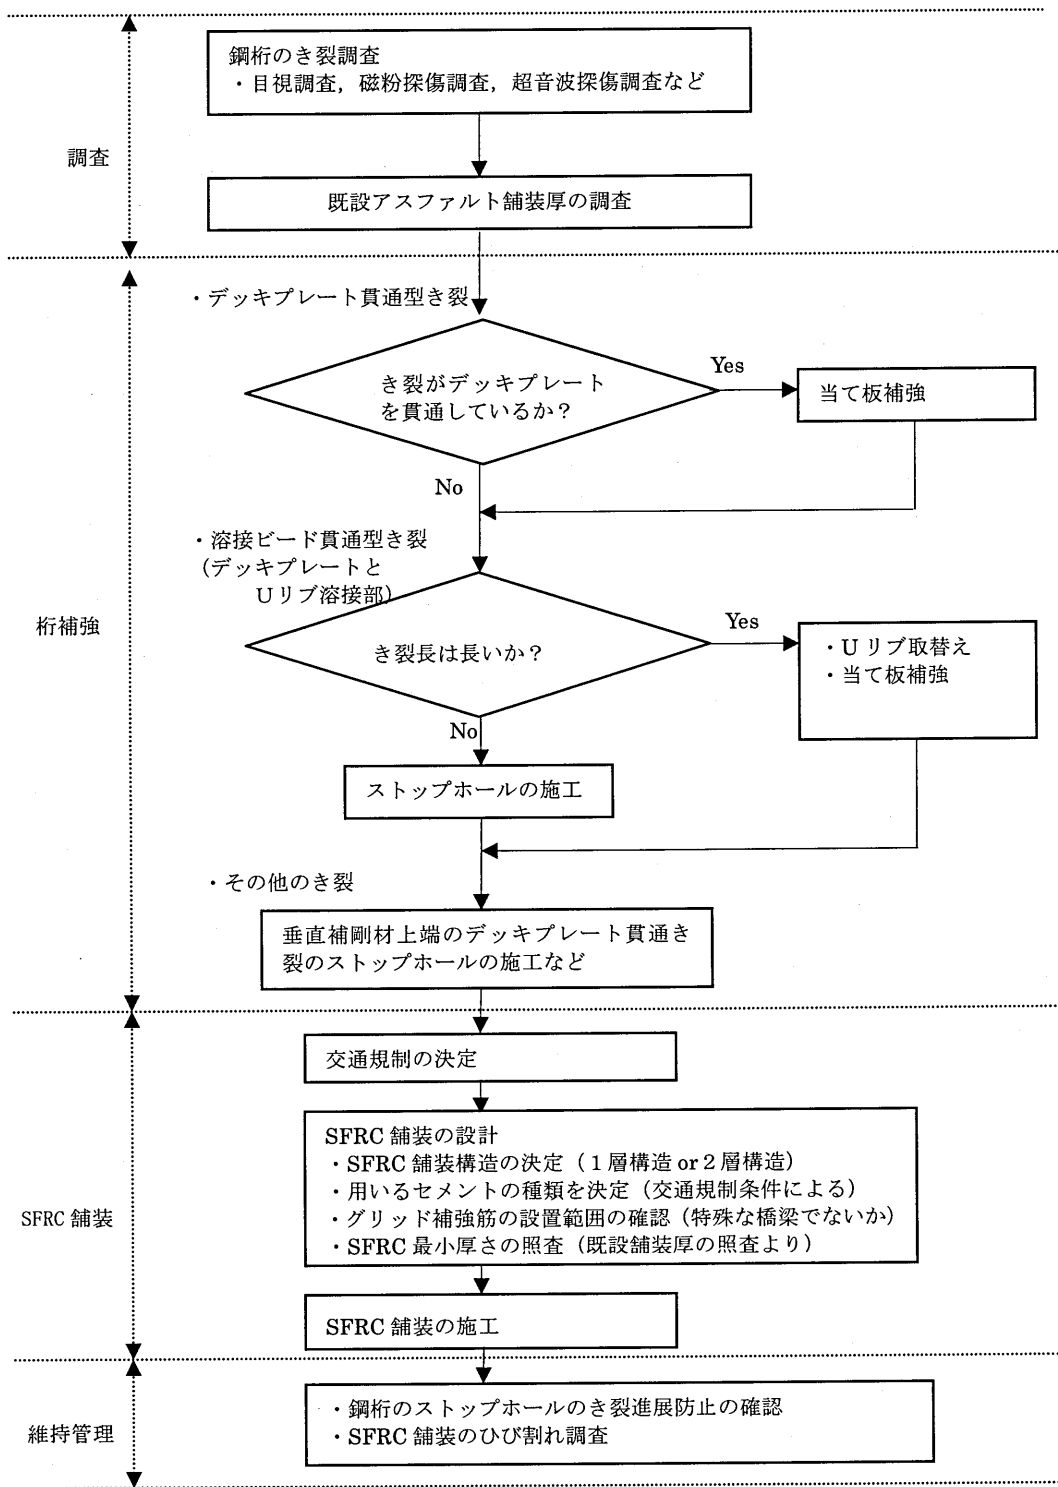 鋼桁のき裂調査
・目視調査，磁粉探傷調査，超音波探傷調査など
調査
既設アスファルト舗装厚の調査
・デッキプレート貫通型き裂
き裂がデッキプレート
を貫通しているか？
Yes
当て板補強
No
・溶接ビード貫通型き裂
（デッキプレートと
Uリブ溶接部）
桁補強
き裂長は長いか？
Yes
・U リブ取替え
・当て板補強
No
ストップホールの施工
・その他のき裂
垂直補剛材上端のデッキプレート貫通き
裂のストップホールの施工など
交通規制の決定
SFRC 舗装
SFRC 舗装の設計
・SFRC 舗装構造の決定（１層構造 or２層構造）
・用いるセメントの種類を決定（交通規制条件による）
・グリッド補強筋の設置範囲の確認（特殊な橋梁でないか）
・SFRC 最小厚さの照査（既設舗装厚の照査より）
SFRC 舗装の施工
維持管理
・鋼桁のストップホールのき裂進展防止の確認
・SFRC 舗装のひび割れ調査